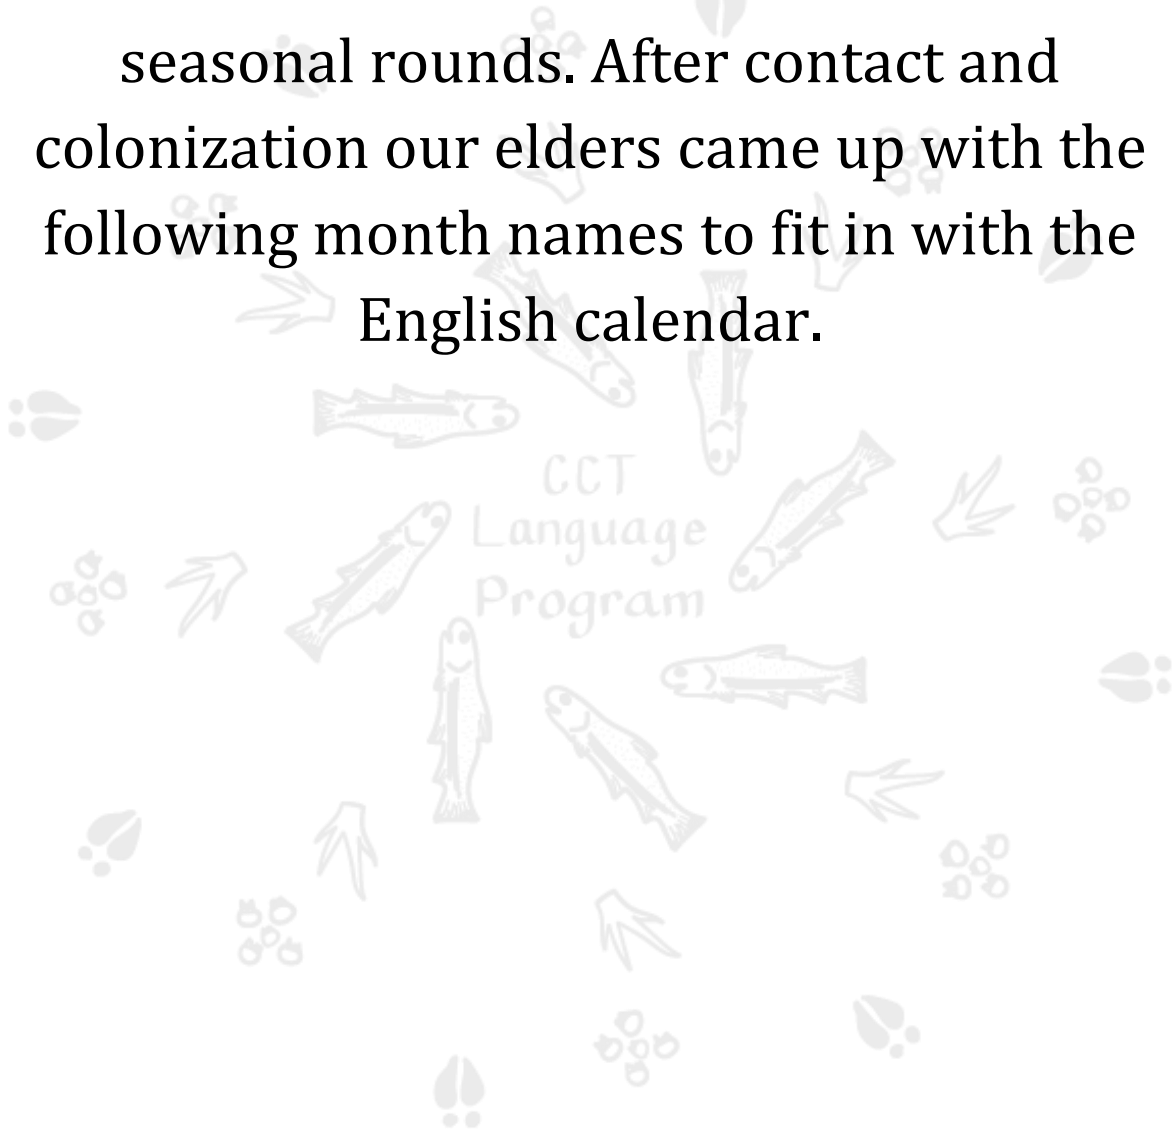 seasonal rounds. After contact and
colonization our elders came up with the
following month names to fit in with the
English calendar.
CCT
Language
Program